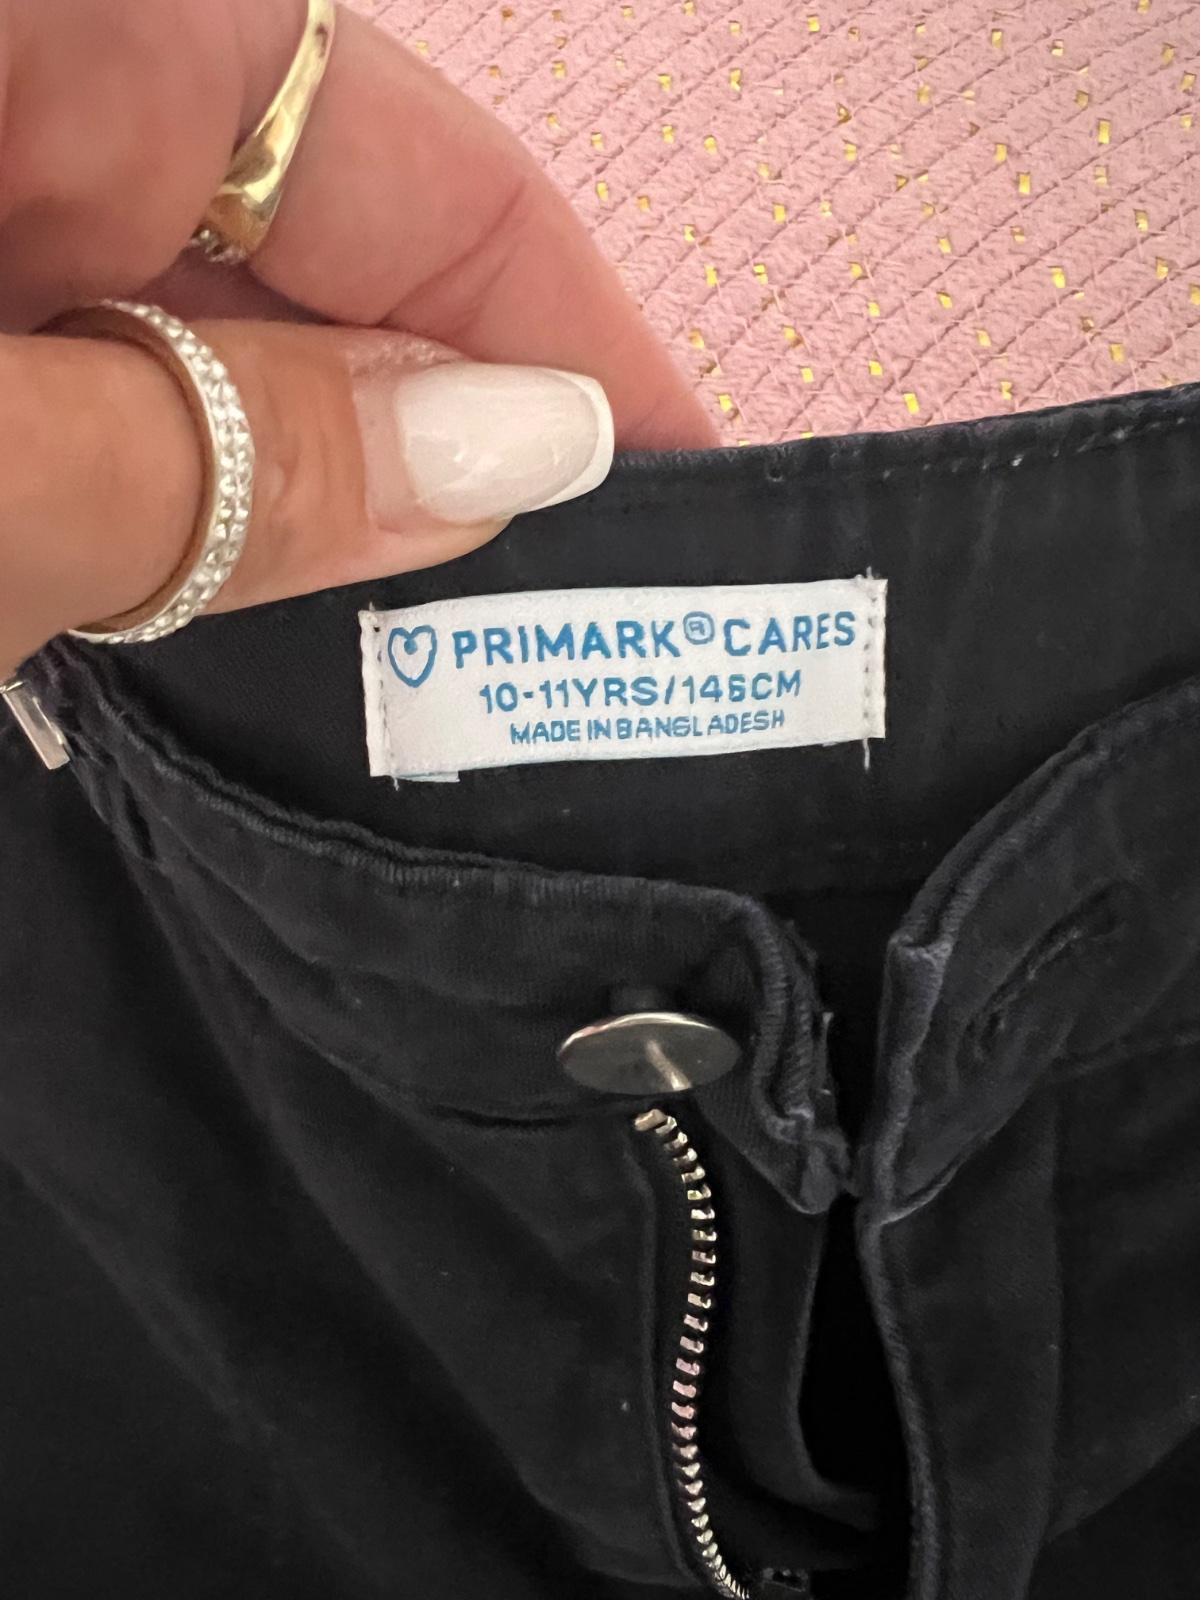 PRIMARK® CARES
10-11YRS/146CM
MADE IN BANGLADESH